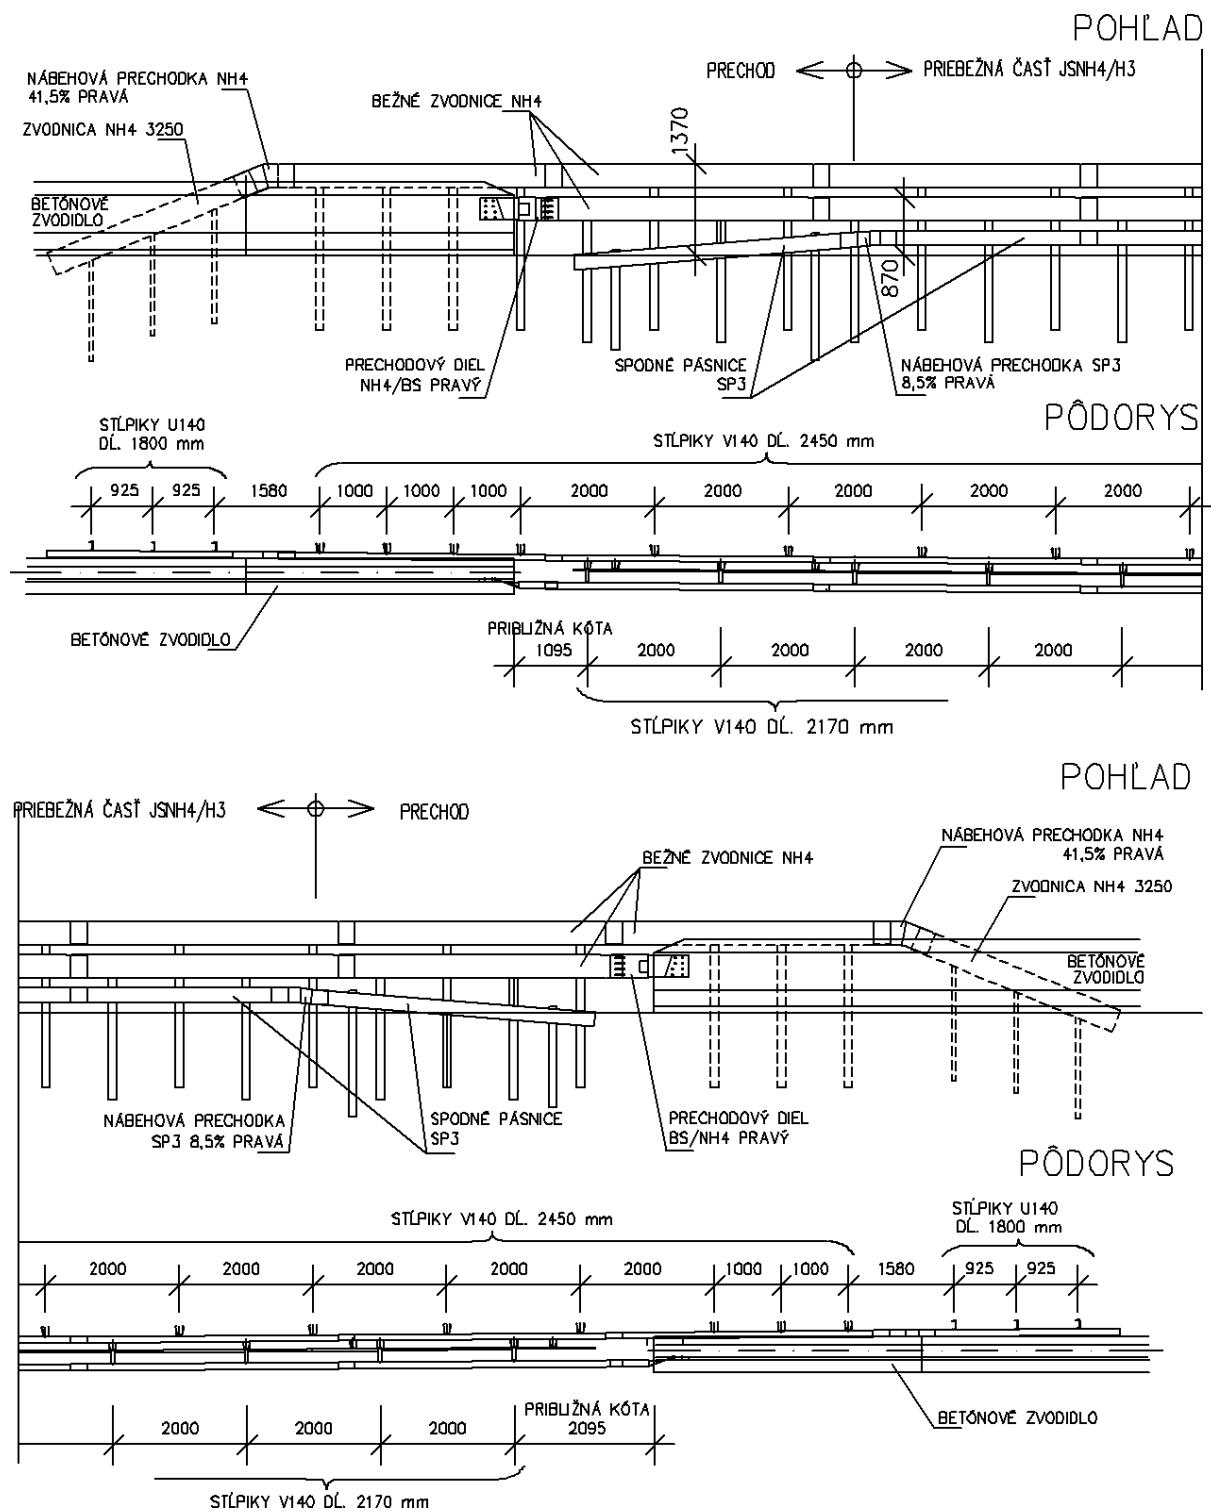 POHĽAD
PRECHOD
PRIEBEŽNÁ ČASŤ JSNH4/H3
NÁBEHOVÁ PRECHODKA NH4
41,5% PRAVÁ
BEŽNÉ ZVODNICE NH4
ZVODNICA NH4 3250
1370
BETÓNOVÉ
ZVODIDLO
870
PRECHODOVÝ DIEL
NH4/BS PRAVÝ
SPODNÉ PÁSNICE
SP3
NÁBEHOVÁ PRECHODKA SP3
8,5% PRAVÁ
PÔDORYS
STĹPIKY U140
DĹ. 1800 mm
STĹPIKY V140 DĹ. 2450 mm
925 925 1580 1000 1000 1000 2000 2000 2000 2000 2000
BETÓNOVÉ ZVODIDLO
PRIBLIŽNÁ KÓTA
1095 2000 2000 2000 2000
STĹPIKY V140 DĹ. 2170 mm
POHĽAD
PRIEBEŽNÁ ČASŤ JSNH4/H3
PRECHOD
NÁBEHOVÁ PRECHODKA NH4
41,5% PRAVÁ
BEŽNÉ ZVODNICE NH4
ZVODNICA NH4 3250
BETÓNOVÉ
ZVODIDLO
NÁBEHOVÁ PRECHODKA
SP3 8,5% PRAVÁ
SPODNÉ PÁSNICE
SP3
PRECHODOVÝ DIEL
BS/NH4 PRAVÝ
PÔDORYS
STĹPIKY V140 DĹ. 2450 mm
STĹPIKY U140
DĹ. 1800 mm
2000 2000 2000 2000 2000 1000 1000 1580 925 925
PRIBLIŽNÁ KÓTA
2000 2000 2000 2095
BETÓNOVÉ ZVODIDLO
STĹPIKY V140 DĹ. 2170 mm